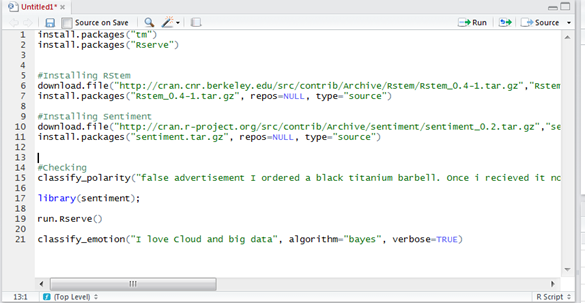 Untitled1* ×
Source on Save
Run
Source
1 install.packages("tm")
2 install.packages("Rserve")
3
4
5 #Installing RStem
6 download.file("http://cran.cnr.berkeley.edu/src/contrib/Archive/Rstem/Rstem_0.4-1.tar.gz","Rstem
7 install.packages("Rstem_0.4-1.tar.gz", repos=NULL, type="source")
8
9 #Installing Sentiment
10 download.file("http://cran.r-project.org/src/contrib/Archive/sentiment/sentiment_0.2.tar.gz","se
11 install.packages("sentiment.tar.gz", repos=NULL, type="source")
12
13
14 #Checking
15 classify_polarity("false advertisement I ordered a black titanium barbell. Once i recieved it no
16
17 library(sentiment);
18
19 run.Rserve()
20
21 classify_emotion("I love Cloud and big data", algorithm="bayes", verbose=TRUE)
13:1
(Top Level)
R Script